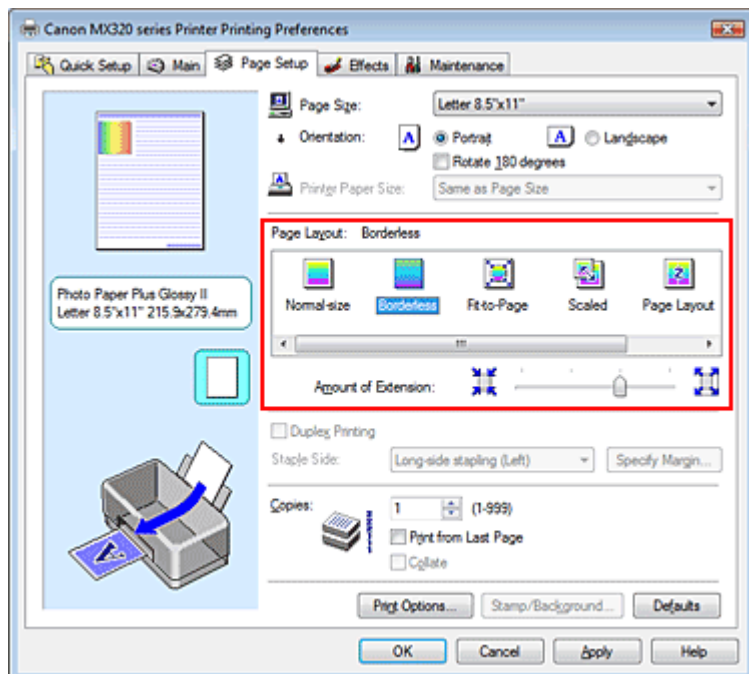 Canon MX320 series Printer Printing Preferences
Quick Setup Main Page Setup Effects Maintenance
Page Size: Letter 8.5"x11"
Orientation: A Portrait A Landscape
Rotate 180 degrees
Printer Paper Size: Same as Page Size
Page Layout: Borderless
Normal-size Borderless Fit-to-Page Scaled Page Layout
Photo Paper Plus Glossy II
Letter 8.5"x11" 215.9x279.4mm
Amount of Extension:
Duplex Printing
Staple Side: Long-side stapling (Left) Specify Margin...
Copies: 1 (1-999)
Print from Last Page
Collate
Print Options... Stamp/Background... Defaults
OK Cancel Apply Help